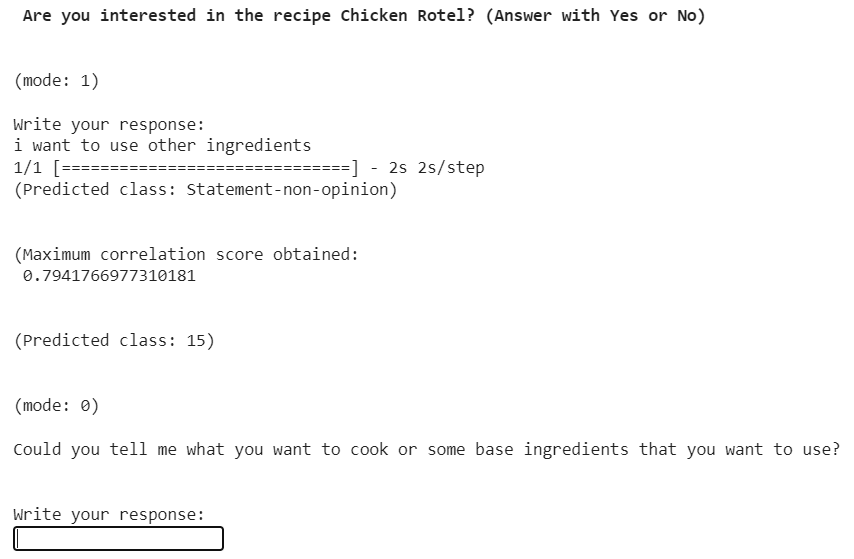 Are you interested in the recipe Chicken Rotel? (Answer with Yes or No)
(mode: 1)
Write your response:
i want to use other ingredients
1/1 [==============================] - 2s 2s/step
(Predicted class: Statement-non-opinion)
(Maximum correlation score obtained:
0.7941766977310181
(Predicted class: 15)
(mode: 0)
Could you tell me what you want to cook or some base ingredients that you want to use?
Write your response: